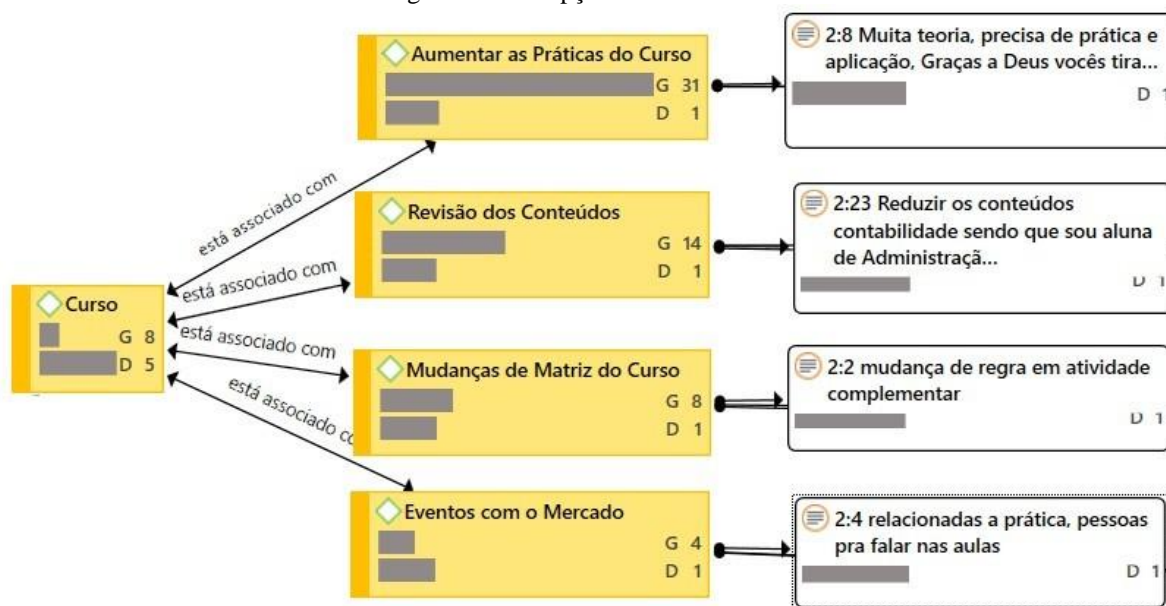 Aumentar as Práticas do Curso
G 31
D 1
2:8 Muita teoria, precisa de prática e
aplicação, Graças a Deus vocês tira...
D 1
está associado com
Revisão dos Conteúdos
G 14
D 1
2:23 Reduzir os conteúdos
contabilidade sendo que sou aluna
de Administraçã...
D 1
está associado com
Curso
G 8
D 5
está associado com
Mudanças de Matriz do Curso
G 8
D 1
2:2 mudança de regra em atividade
complementar
D 1
está associado co
Eventos com o Mercado
G 4
D 1
2:4 relacionadas a prática, pessoas
pra falar nas aulas
D 1